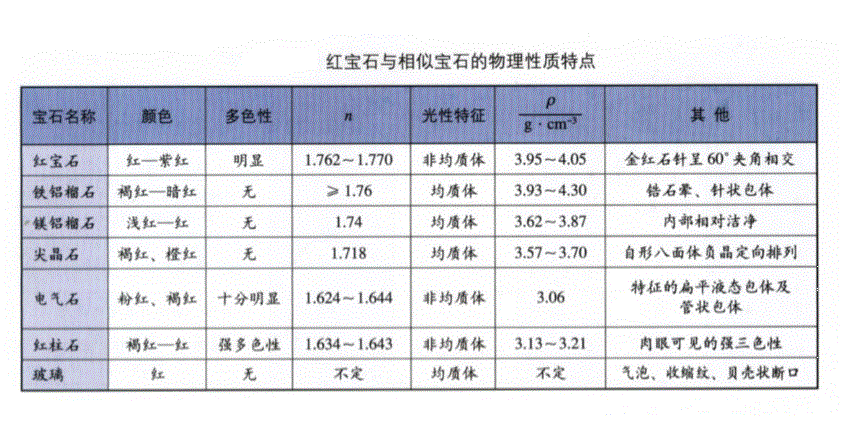 红宝石与相似宝石的物理性质特点
宝石名称 颜色 多色性 n 光性特征 ρ / g·cm⁻³ 其他
红宝石 红—紫红 明显 1.762~1.770 非均质体 3.95~4.05 金红石针呈60°夹角相交
铁铝榴石 褐红—暗红 无 ≥1.76 均质体 3.93~4.30 锆石晕、针状包体
镁铝榴石 浅红—红 无 1.74 均质体 3.62~3.87 内部相对洁净
尖晶石 褐红、橙红 无 1.718 均质体 3.57~3.70 自形八面体负晶定向排列
电气石 粉红、褐红 十分明显 1.624~1.644 非均质体 3.06 特征的扁平液态包体及
管状包体
红柱石 褐红—红 强多色性 1.634~1.643 非均质体 3.13~3.21 肉眼可见的强三色性
玻璃 红 无 不定 均质体 不定 气泡、收缩纹、贝壳状断口